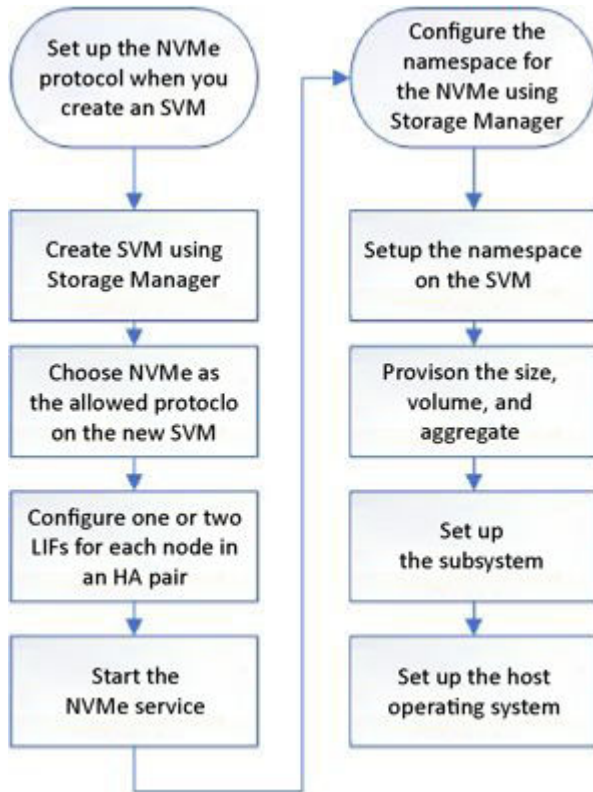 Set up the NVMe
protocol when you
create an SVM
Create SVM using
Storage Manager
Choose NVMe as
the allowed protoclo
on the new SVM
Configure one or two
LIFs for each node in
an HA pair
Start the
NVMe service
Configure the
namespace for
the NVMe using
Storage Manager
Setup the namespace
on the SVM
Provison the size,
volume, and
aggregate
Set up
the subsystem
Set up the host
operating system